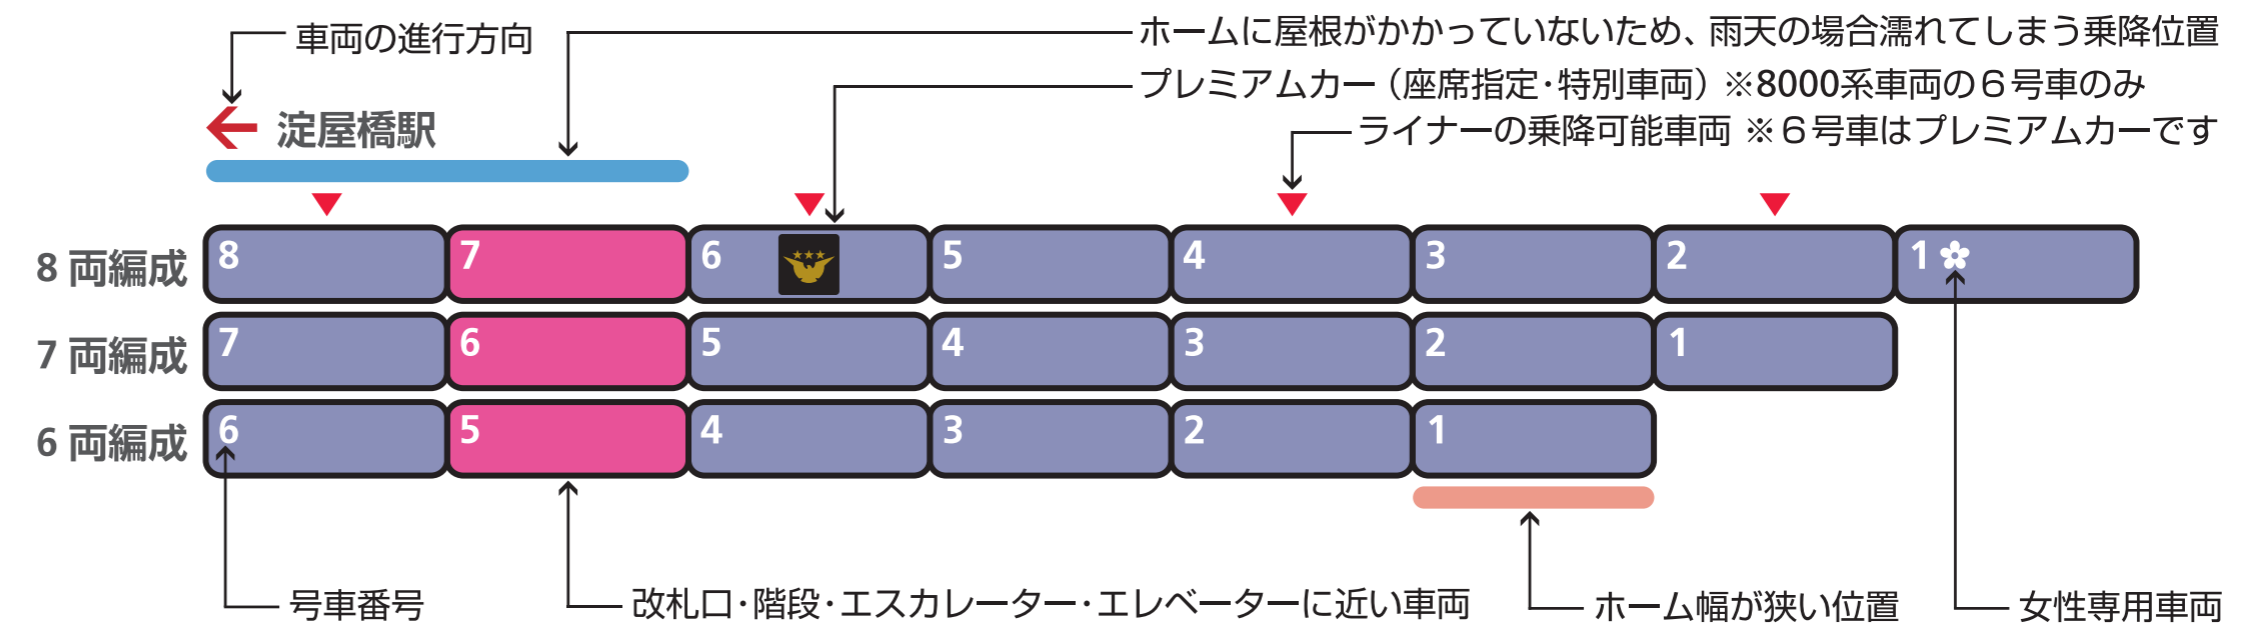 車両の進行方向
ホームに屋根がかかっていないため、雨天の場合濡れてしまう乗降位置
プレミアムカー（座席指定･特別車両）※8000系車両の６号車のみ
ライナーの乗降可能車両 ※６号車はプレミアムカーです
淀屋橋駅
8 両編成 8 7 6 5 4 3 2 1
7 両編成 7 6 5 4 3 2 1
6 両編成 6 5 4 3 2 1
号車番号
改札口･階段･エスカレーター･エレベーターに近い車両
ホーム幅が狭い位置
女性専用車両